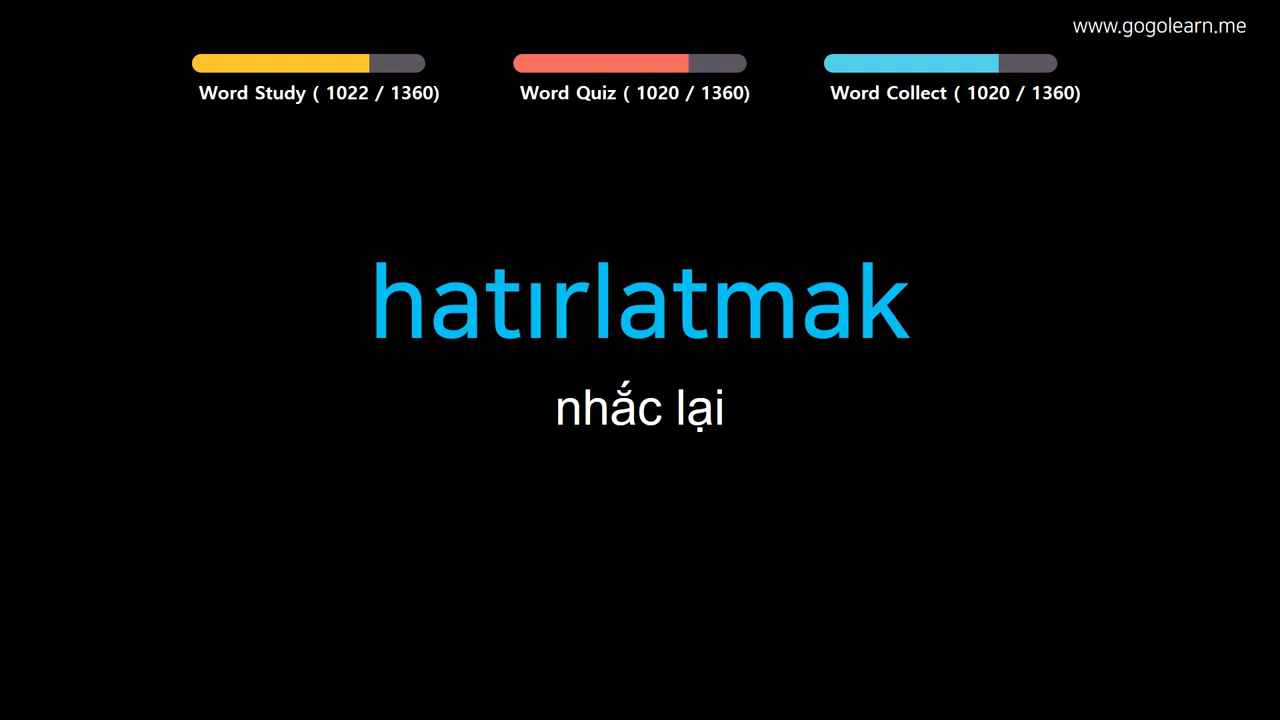 www.gogolearn.me
Word Study ( 1022 / 1360)
Word Quiz ( 1020 / 1360)
Word Collect ( 1020 / 1360)
hatırlatmak
nhắc lại